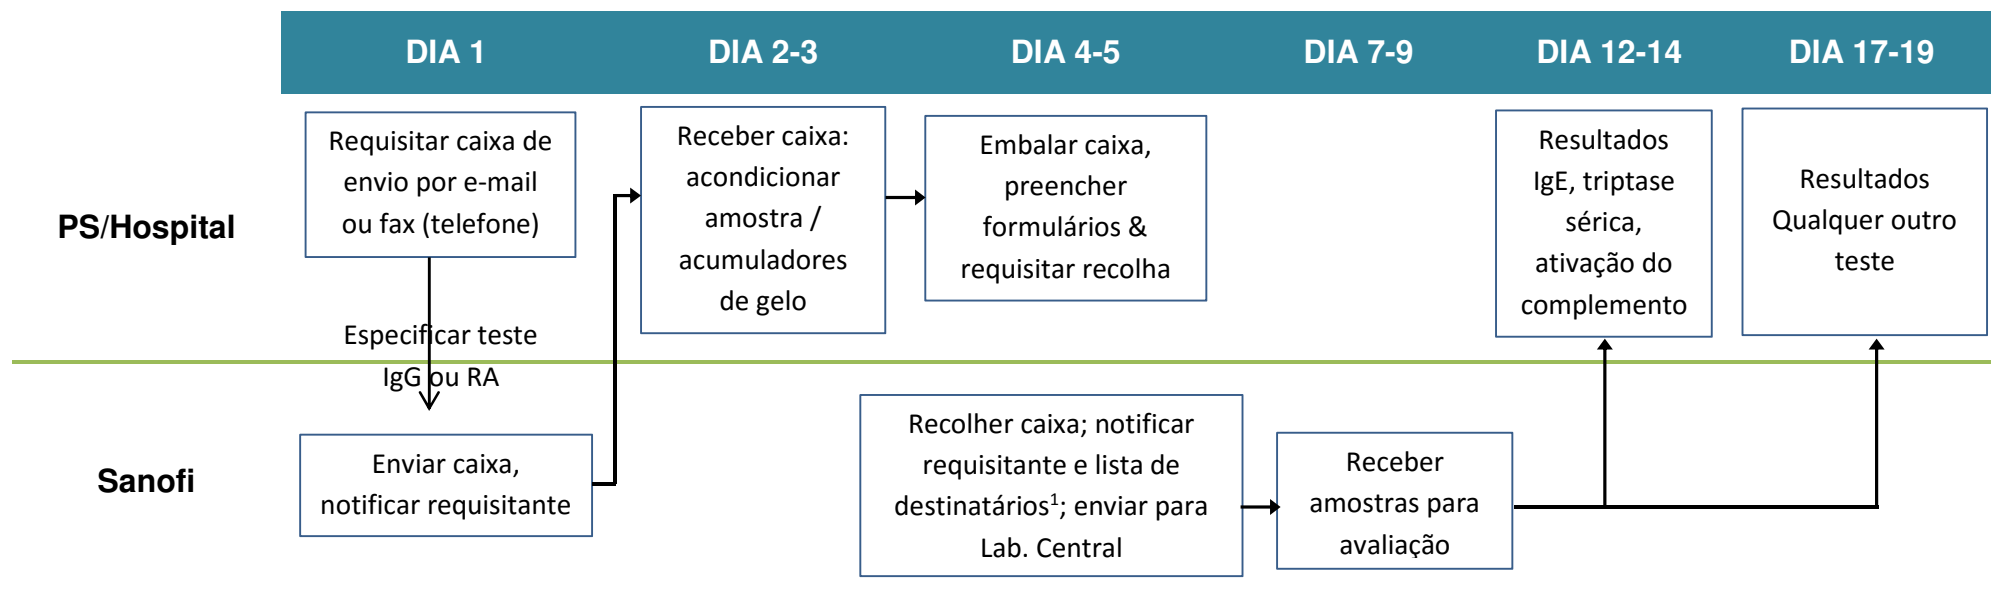 DIA 1
DIA 2-3
DIA 4-5
DIA 7-9
DIA 12-14
DIA 17-19
PS/Hospital
Requisitar caixa de
envio por e-mail
ou fax (telefone)
Receber caixa:
acondicionar
amostra /
acumuladores
de gelo
Embalar caixa,
preencher
formulários &
requisitar recolha
Resultados
IgE, triptase
sérica,
ativação do
complemento
Resultados
Qualquer outro
teste
Especificar teste
IgG ou RA
Sanofi
Enviar caixa,
notificar requisitante
Recolher caixa; notificar
requisitante e lista de
destinatários¹; enviar para
Lab. Central
Receber
amostras para
avaliação